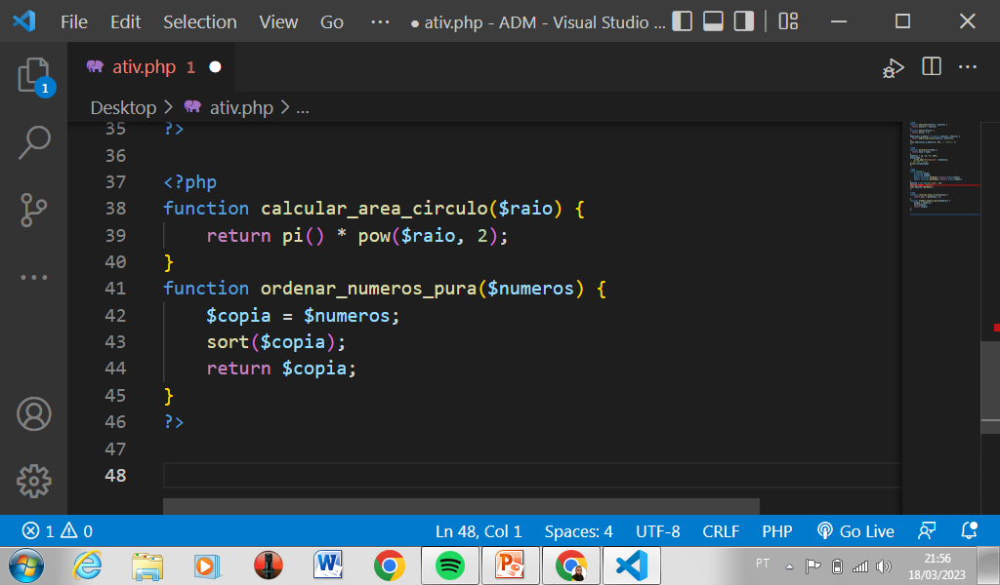 File Edit Selection View Go ··· ● ativ.php - ADM - Visual Studio ...
ativ.php 1 ●
1
Desktop > ativ.php > ...
35 ?>
36
37 <?php
38 function calcular_area_circulo($raio) {
39 return pi() * pow($raio, 2);
40 }
41 function ordenar_numeros_pura($numeros) {
42 $copia = $numeros;
43 sort($copia);
44 return $copia;
45 }
46 ?>
47
48
1 0 Ln 48, Col 1 Spaces: 4 UTF-8 CRLF PHP Go Live
PT 21:56
18/03/2023